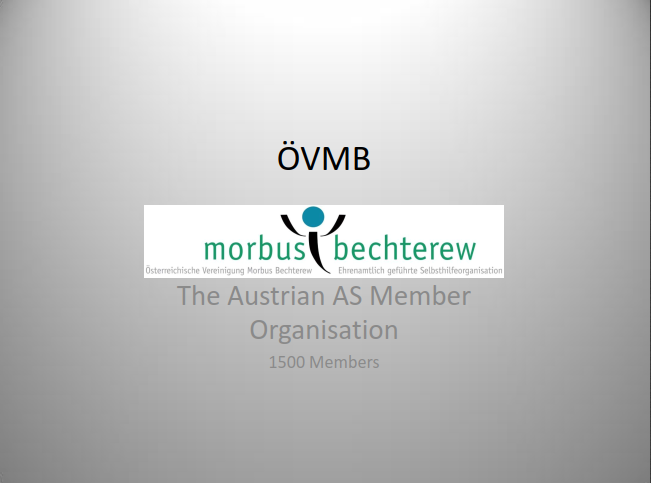 ÖVMB
morbus bechterew
Österreichische Vereinigung Morbus Bechterew Ehrenamtlich geführte Selbsthilfeorganisation
The Austrian AS Member
Organisation
1500 Members